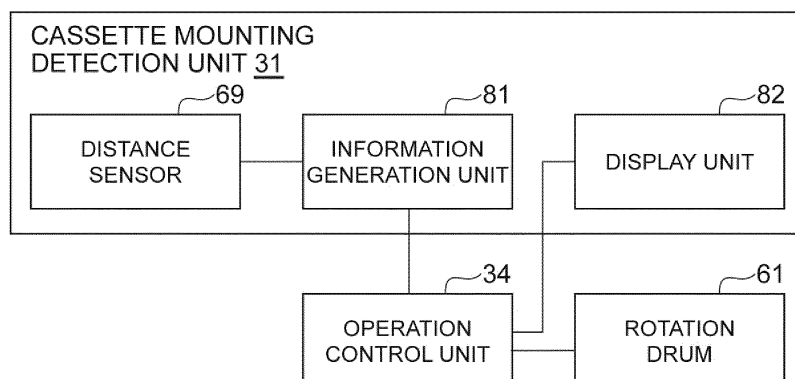 CASSETTE MOUNTING
DETECTION UNIT 31
69
81
82
DISTANCE
SENSOR
INFORMATION
GENERATION UNIT
DISPLAY UNIT
34
61
OPERATION
CONTROL UNIT
ROTATION
DRUM